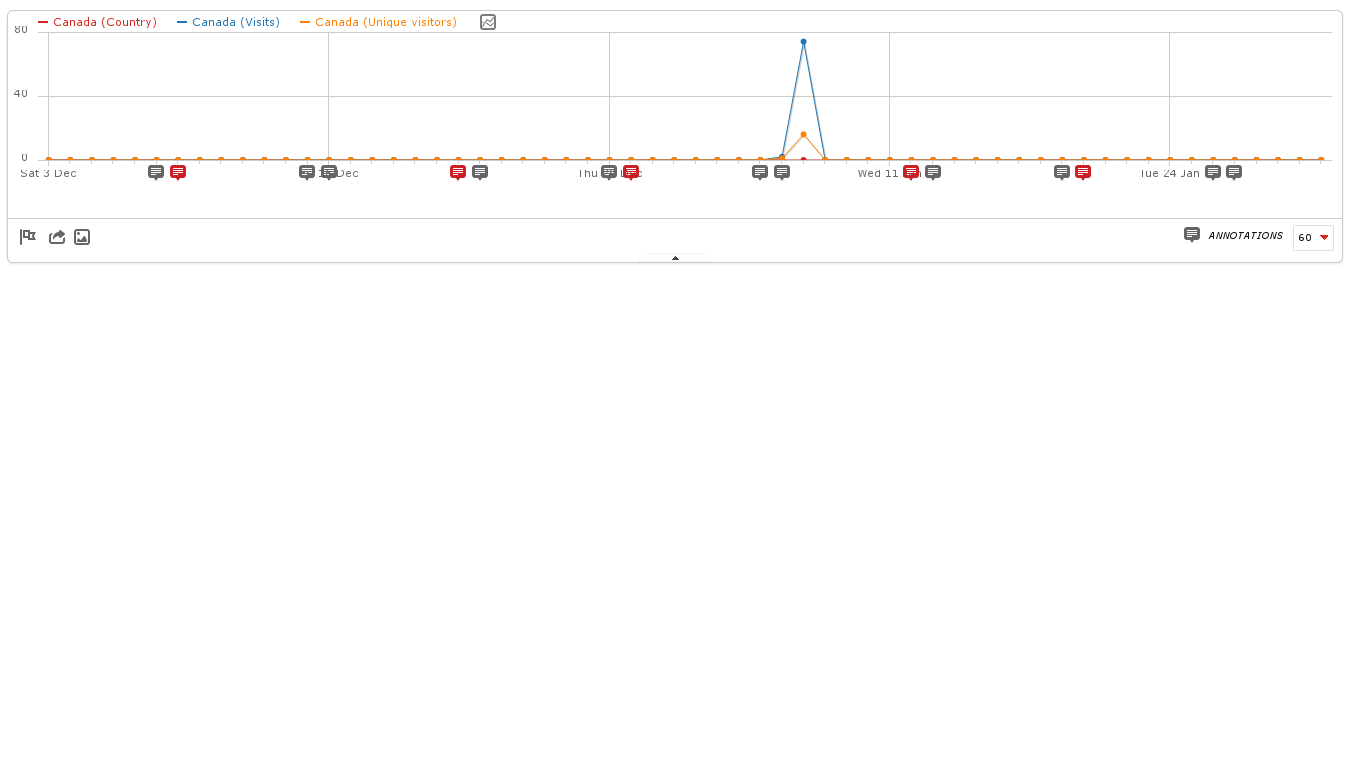 Canada (Country) Canada (Visits) Canada (Unique visitors)
80
40
0
Sat 3 Dec Dec Thu Wed 11 Tue 24 Jan
ANNOTATIONS 60